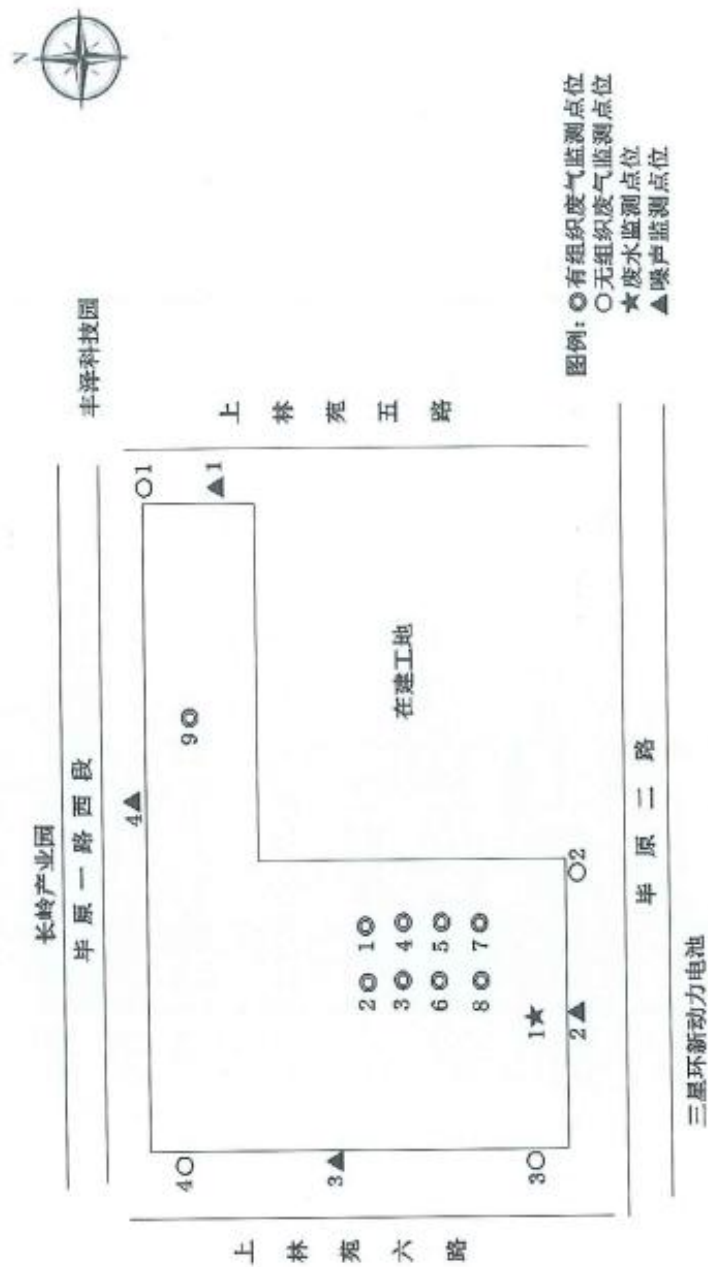 N
长岭产业园
丰泽科技园
毕原一路西段
4▲
○1
4○
9◎
▲1
上林苑六路
上林苑五路
3▲
2◎ 1◎
3◎ 4◎
6◎ 5◎
8◎ 7◎
在建工地
1★
3○
2▲
○2
毕原二路
三星环新动力电池
图例：◎有组织废气监测点位
○无组织废气监测点位
★废水监测点位
▲噪声监测点位